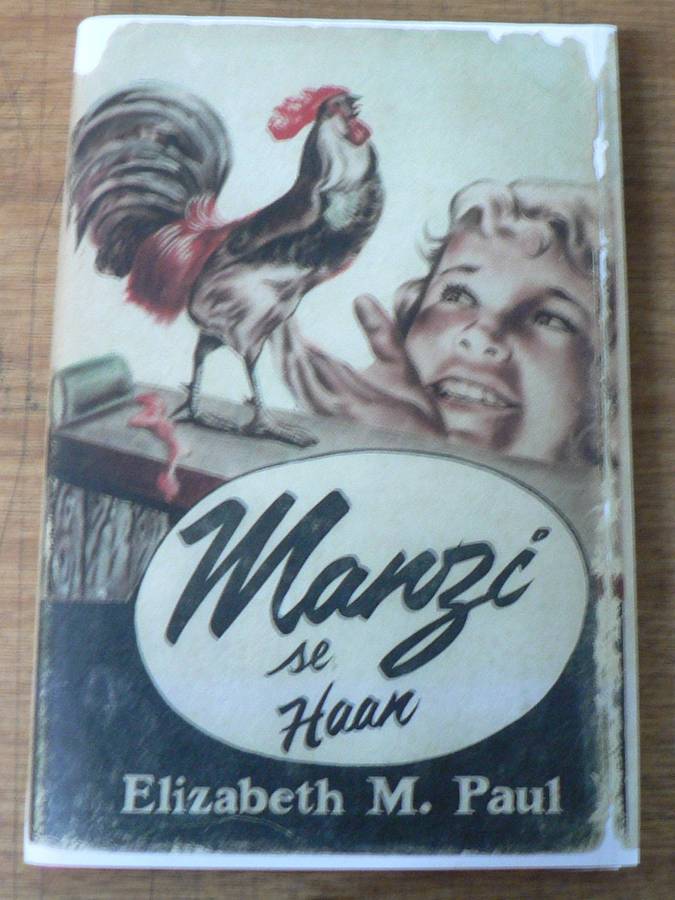 Manzi
se
Haan
Elizabeth M. Paul